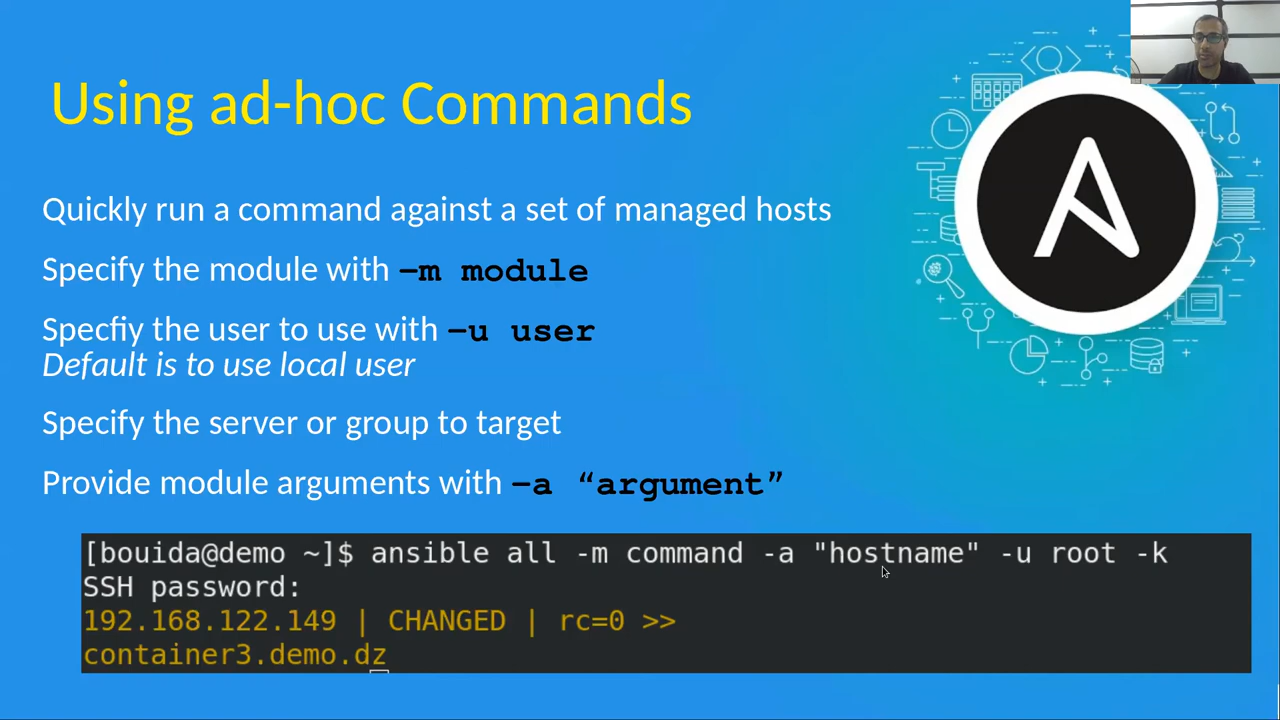 Using ad-hoc Commands
Quickly run a command against a set of managed hosts
Specify the module with –m module
Specfiy the user to use with –u user
Default is to use local user
Specify the server or group to target
Provide module arguments with –a “argument”
[bouida@demo ~]$ ansible all -m command -a "hostname" -u root -k
SSH password:
192.168.122.149 | CHANGED | rc=0 >>
container3.demo.dz